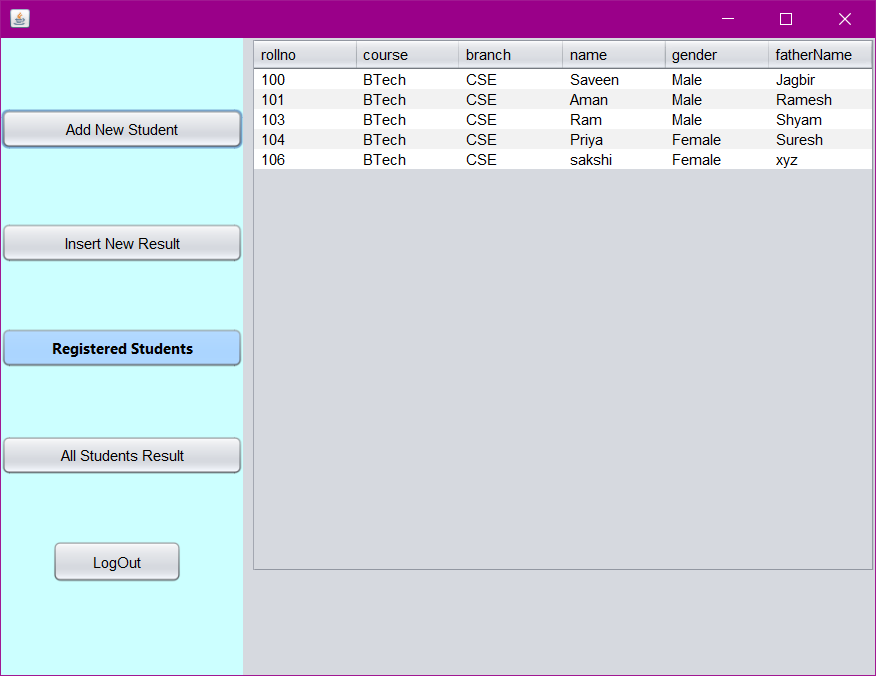 Add New Student
Insert New Result
Registered Students
All Students Result
LogOut
rollno course branch name gender fatherName
100 BTech CSE Saveen Male Jagbir
101 BTech CSE Aman Male Ramesh
103 BTech CSE Ram Male Shyam
104 BTech CSE Priya Female Suresh
106 BTech CSE sakshi Female xyz